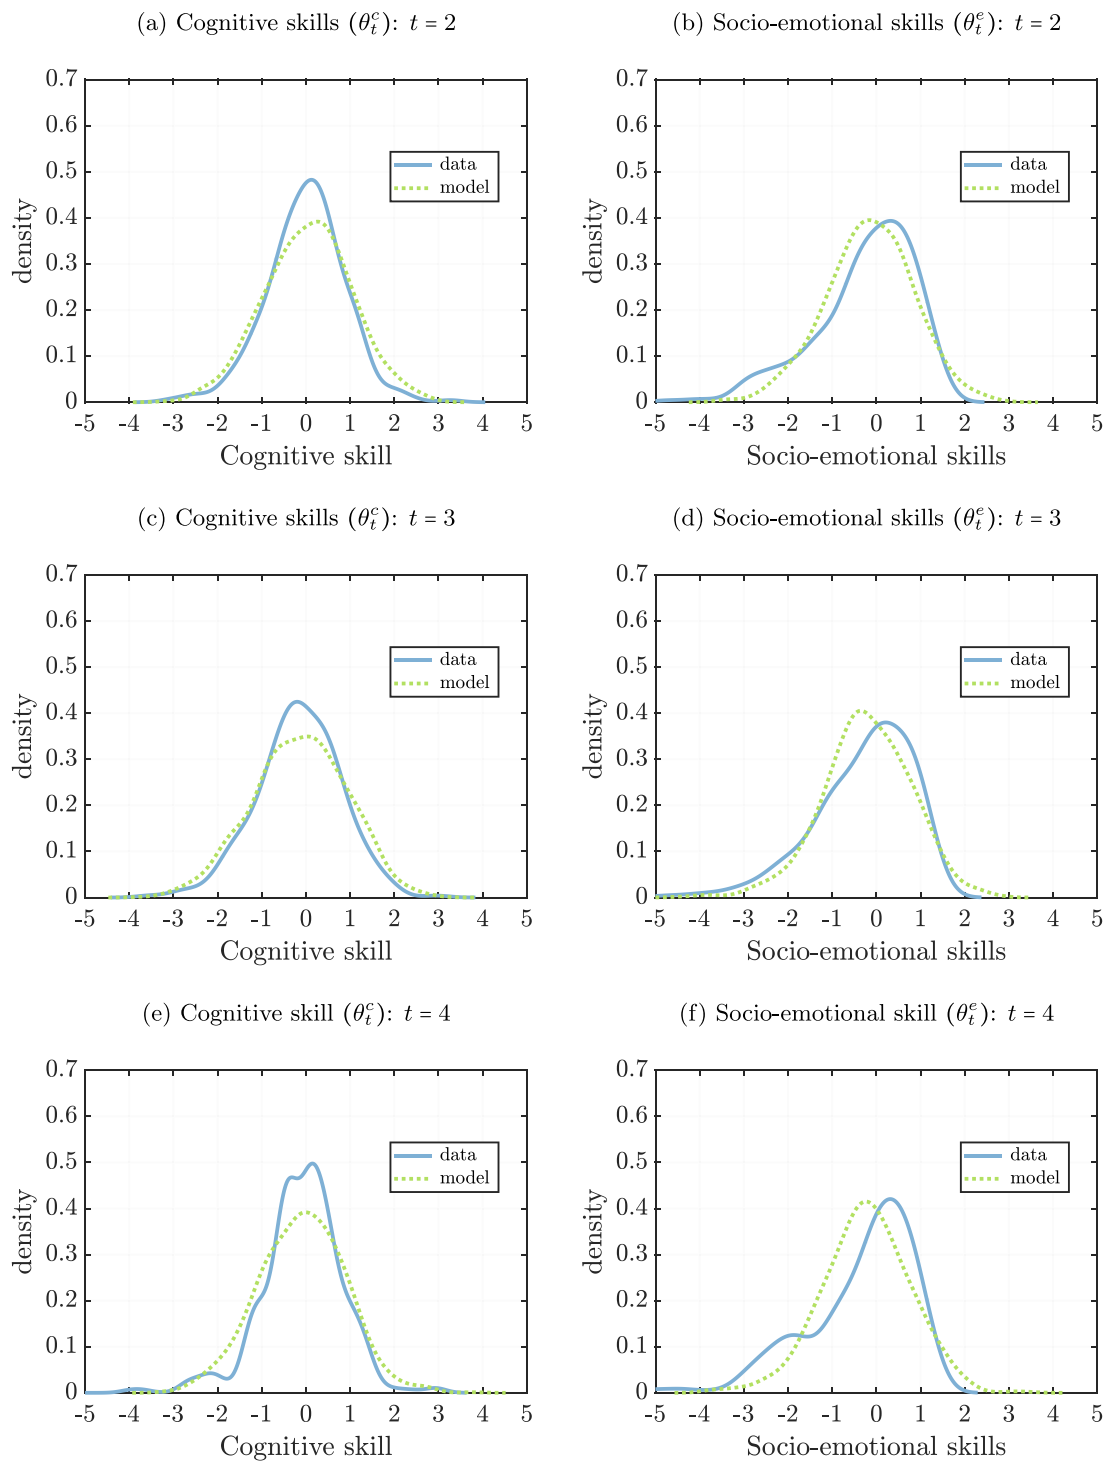 (a) Cognitive skills (θ_t^c): t = 2
0.7
0.6
0.5
0.4
0.3
0.2
0.1
0
density
data
model
-5 -4 -3 -2 -1 0 1 2 3 4 5
Cognitive skill
(b) Socio-emotional skills (θ_t^e): t = 2
0.7
0.6
0.5
0.4
0.3
0.2
0.1
0
density
data
model
-5 -4 -3 -2 -1 0 1 2 3 4 5
Socio-emotional skills
(c) Cognitive skills (θ_t^c): t = 3
0.7
0.6
0.5
0.4
0.3
0.2
0.1
0
density
data
model
-5 -4 -3 -2 -1 0 1 2 3 4 5
Cognitive skill
(d) Socio-emotional skills (θ_t^e): t = 3
0.7
0.6
0.5
0.4
0.3
0.2
0.1
0
density
data
model
-5 -4 -3 -2 -1 0 1 2 3 4 5
Socio-emotional skills
(e) Cognitive skill (θ_t^c): t = 4
0.7
0.6
0.5
0.4
0.3
0.2
0.1
0
density
data
model
-5 -4 -3 -2 -1 0 1 2 3 4 5
Cognitive skill
(f) Socio-emotional skill (θ_t^e): t = 4
0.7
0.6
0.5
0.4
0.3
0.2
0.1
0
density
data
model
-5 -4 -3 -2 -1 0 1 2 3 4 5
Socio-emotional skills